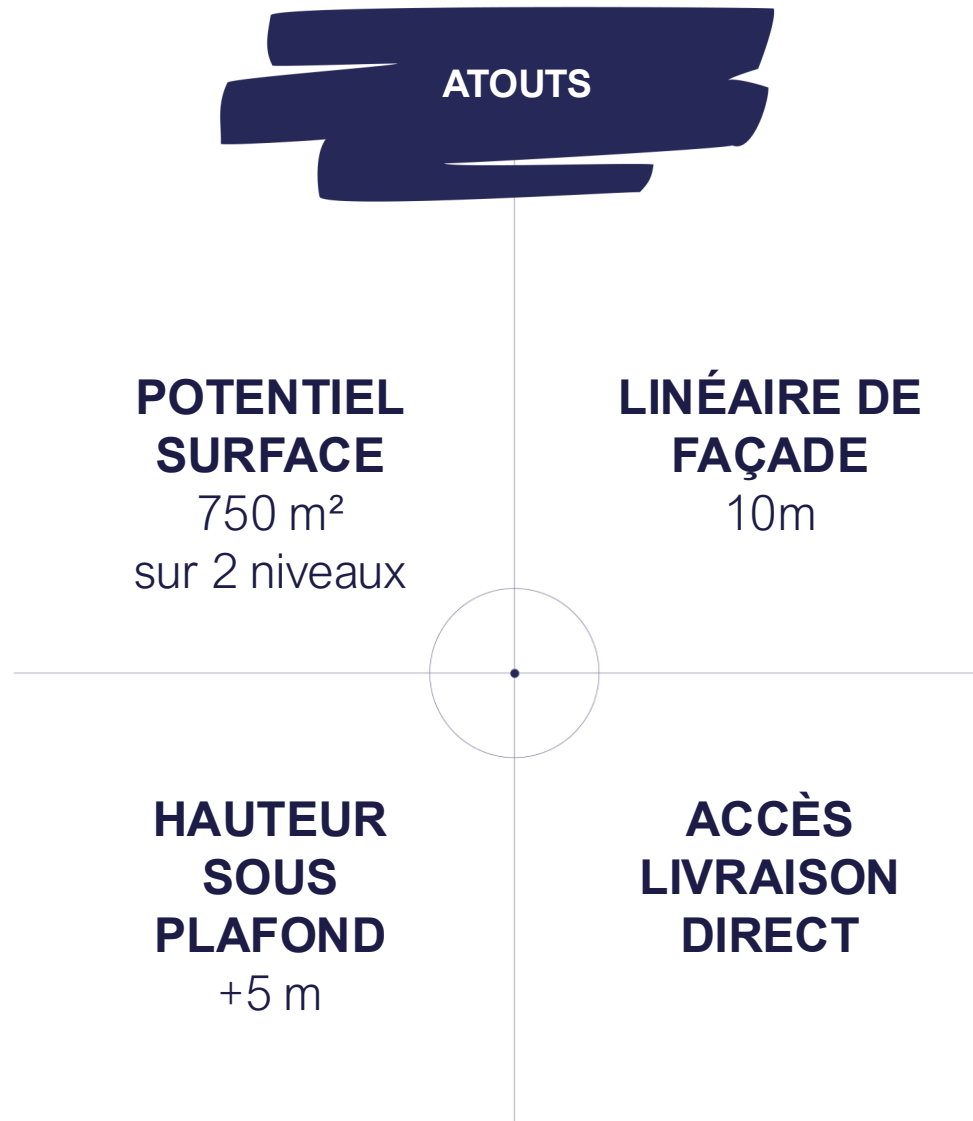 ATOUTS
POTENTIEL
SURFACE
750 m²
sur 2 niveaux
LINÉAIRE DE
FAÇADE
10m
HAUTEUR
SOUS
PLAFOND
+5 m
ACCÈS
LIVRAISON
DIRECT